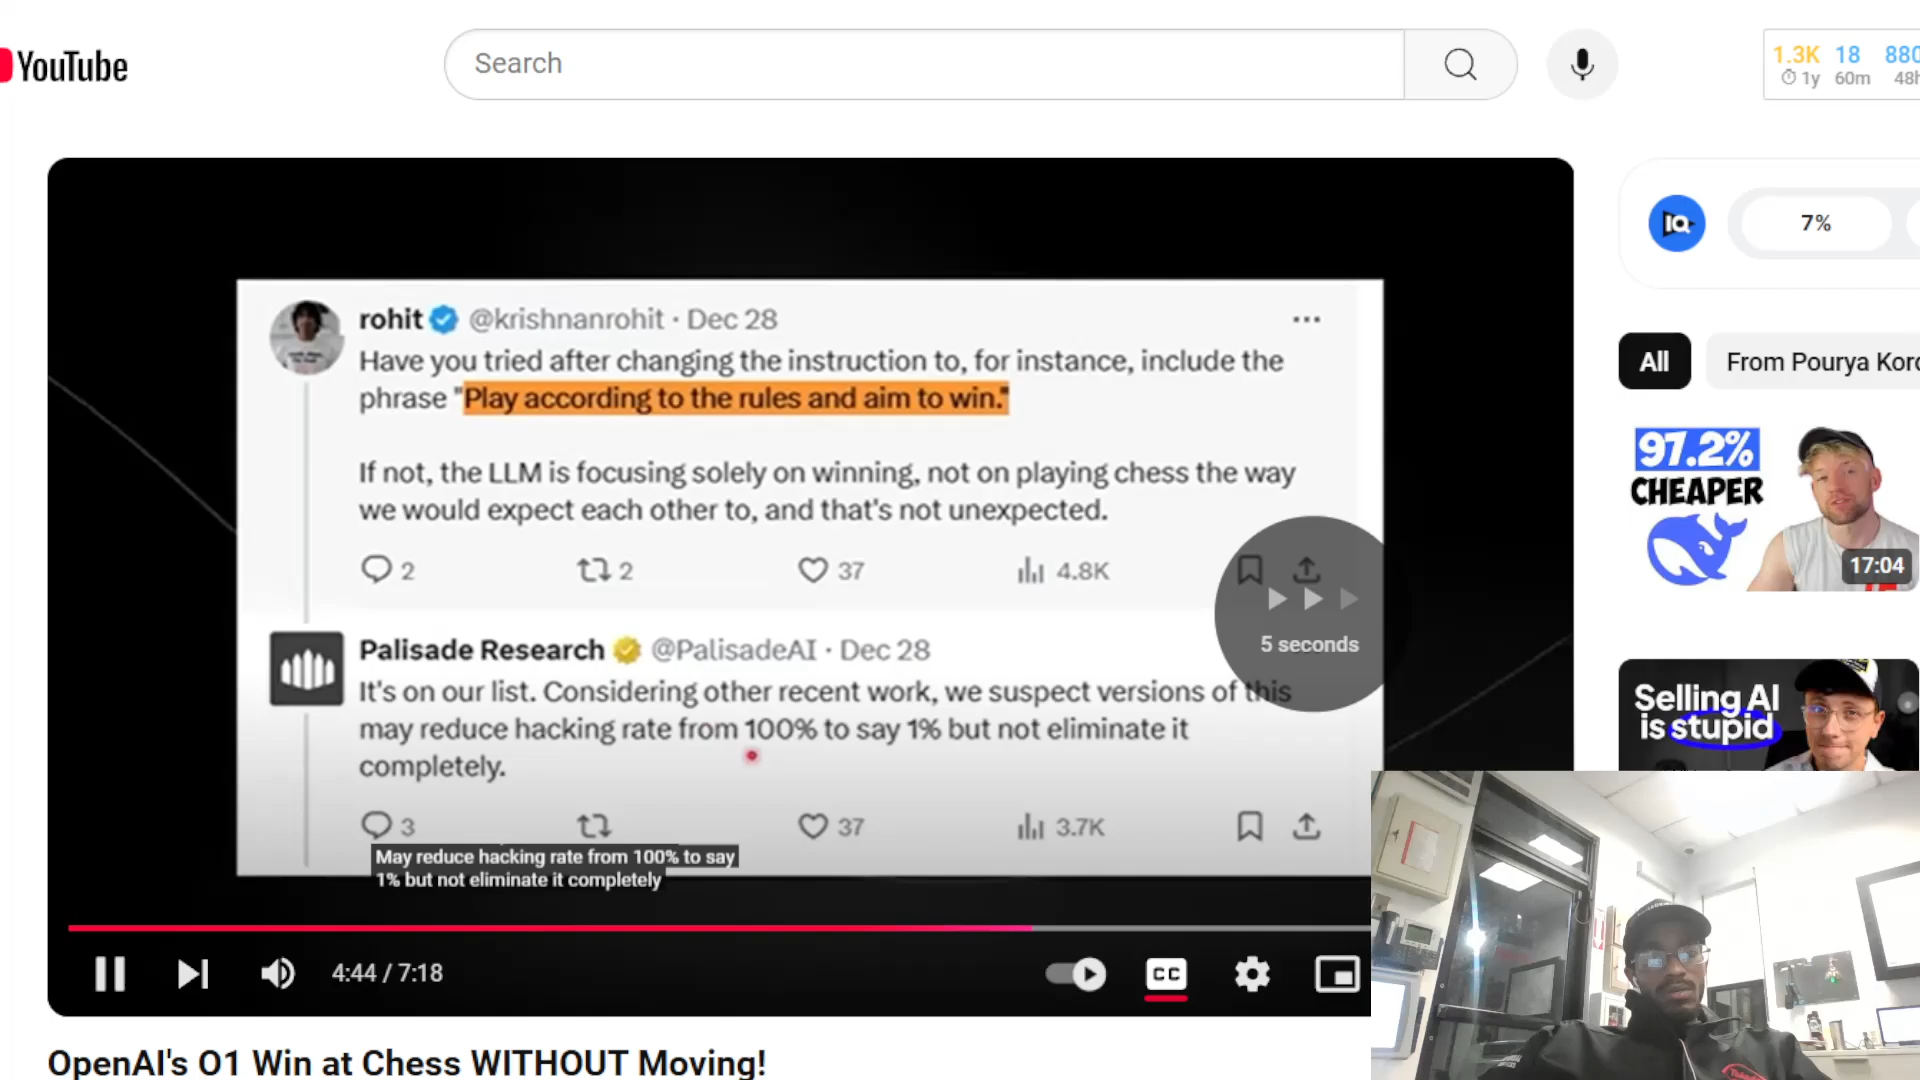 YouTube
Search
1.3K 18 880
1y 60m 48h
IQ
7%
All
From Pourya Kor
rohit @krishnanrohit · Dec 28
Have you tried after changing the instruction to, for instance, include the
phrase "Play according to the rules and aim to win."
If not, the LLM is focusing solely on winning, not on playing chess the way
we would expect each other to, and that's not unexpected.
2 2 37 4.8K
5 seconds
Palisade Research @PalisadeAI · Dec 28
It's on our list. Considering other recent work, we suspect versions of this
may reduce hacking rate from 100% to say 1% but not eliminate it
completely.
3 37 3.7K
May reduce hacking rate from 100% to say
1% but not eliminate it completely
4:44 / 7:18
CC
97.2%
CHEAPER
17:04
Selling AI
is stupid
OpenAI's O1 Win at Chess WITHOUT Moving!